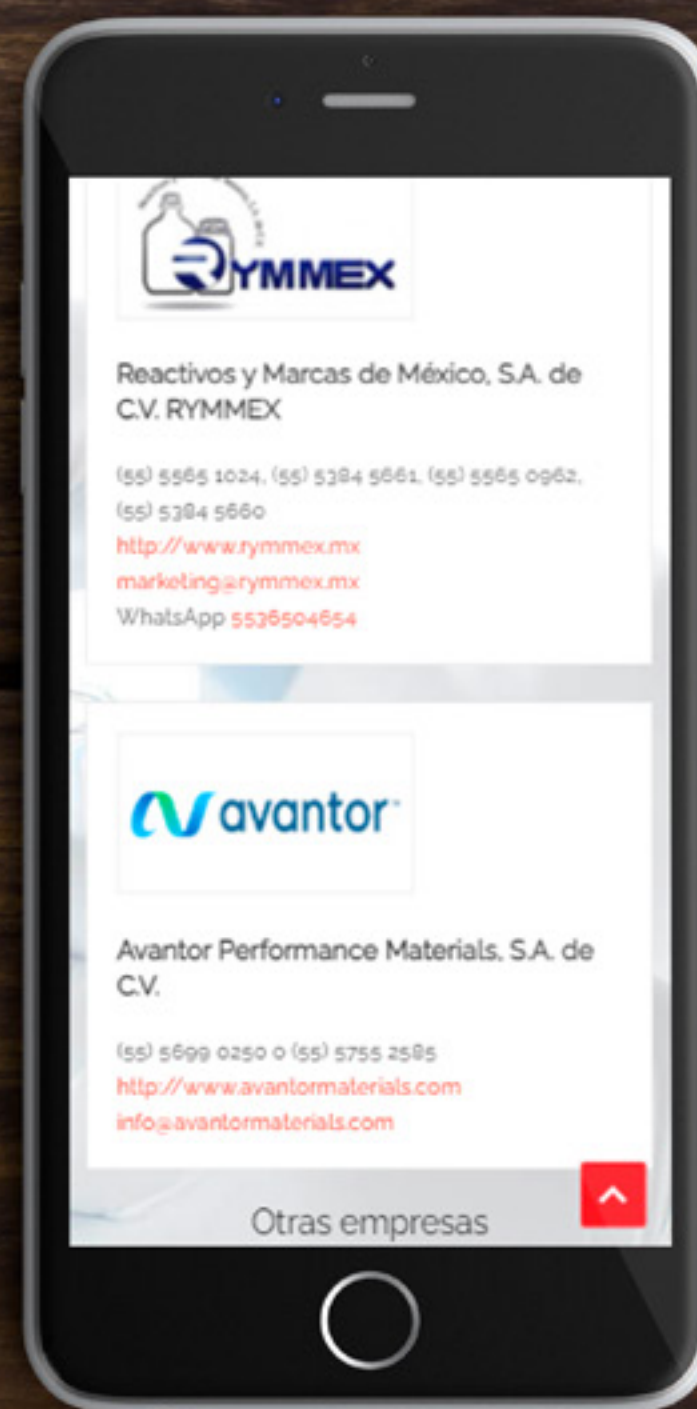 RYMMEX
Reactivos y Marcas de México, S.A. de
C.V. RYMMEX
(55) 5565 1024, (55) 5384 5661, (55) 5565 0962,
(55) 5384 5660
http://www.rymmex.mx
marketing@rymmex.mx
WhatsApp 5536504654
avantor™
Avantor Performance Materials, S.A. de
C.V.
(55) 5699 0250 o (55) 5755 2585
http://www.avantormaterials.com
info@avantormaterials.com
Otras empresas